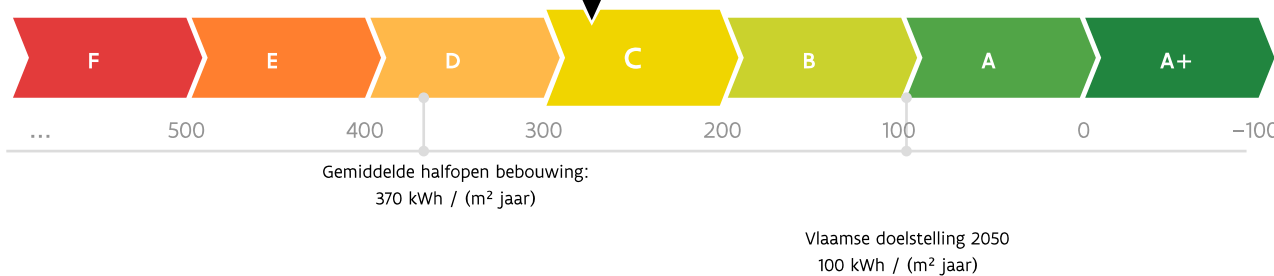 F E D C B A A+
... 500 400 300 200 100 0 –100
Gemiddelde halfopen bebouwing:
370 kWh / (m² jaar)
Vlaamse doelstelling 2050
100 kWh / (m² jaar)